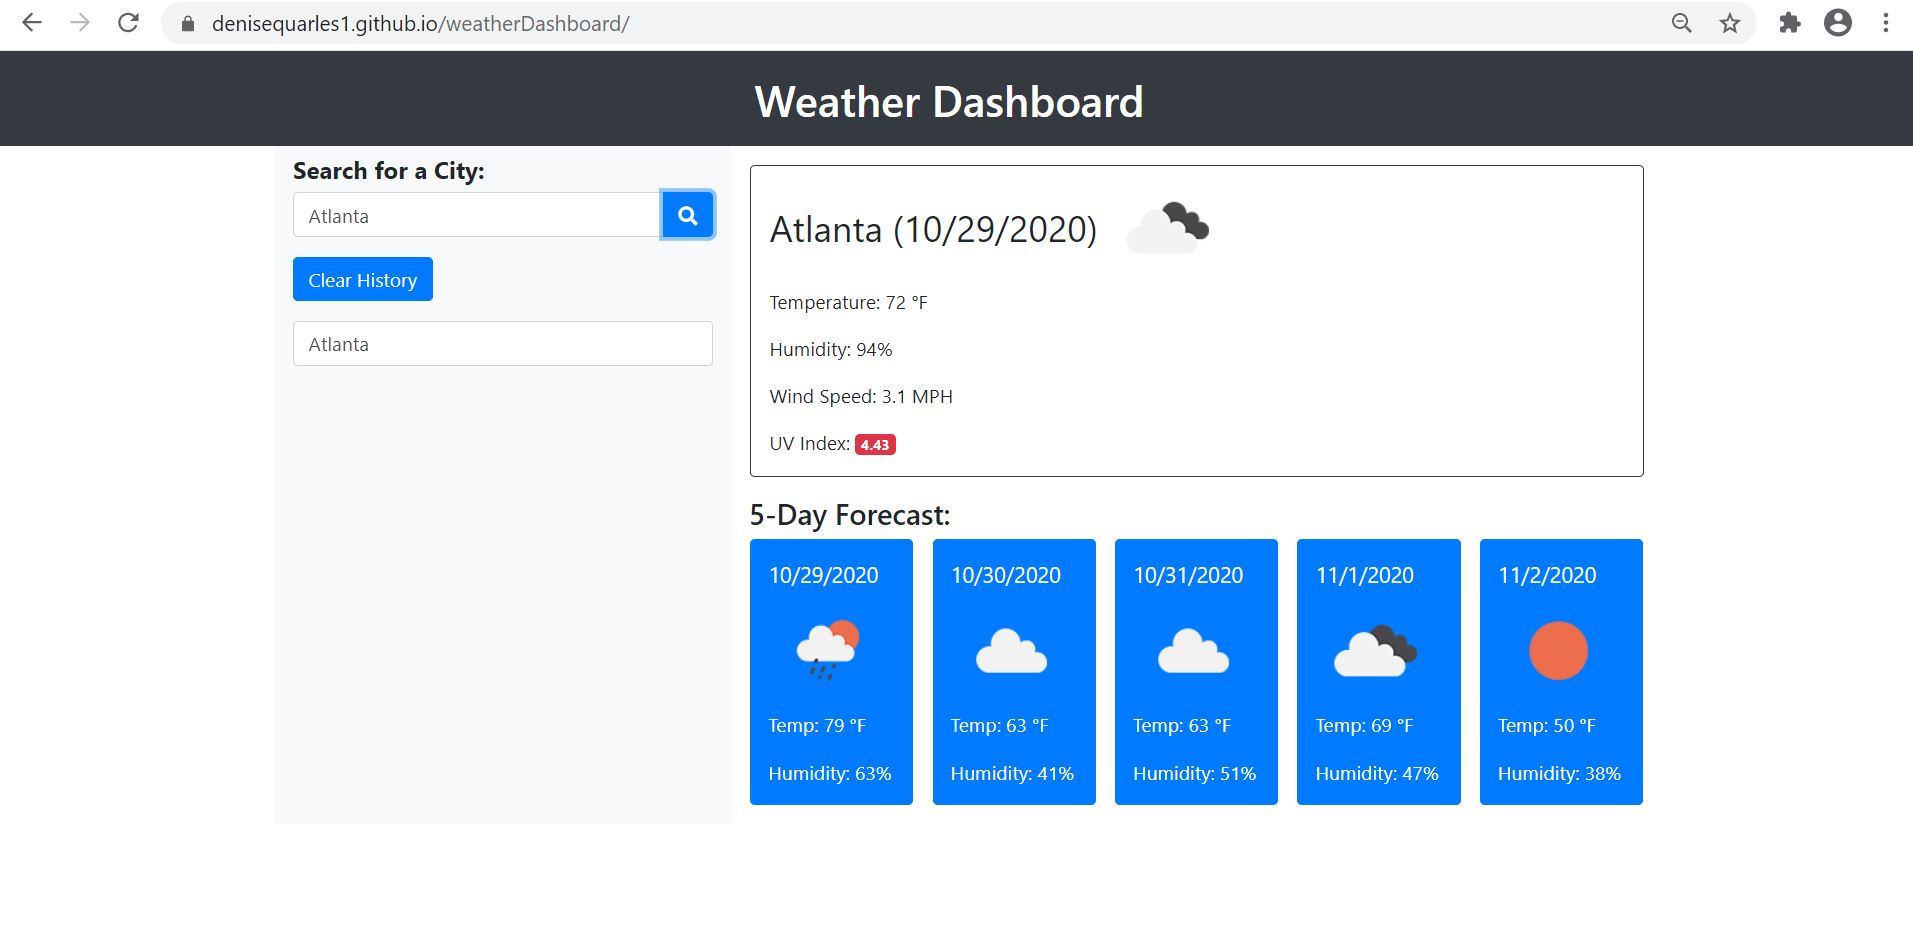 denisequarles1.github.io/weatherDashboard/
Weather Dashboard
Search for a City:
Atlanta
Clear History
Atlanta
Atlanta (10/29/2020)
Temperature: 72 °F
Humidity: 94%
Wind Speed: 3.1 MPH
UV Index: 4.43
5-Day Forecast:
10/29/2020
Temp: 79 °F
Humidity: 63%
10/30/2020
Temp: 63 °F
Humidity: 41%
10/31/2020
Temp: 63 °F
Humidity: 51%
11/1/2020
Temp: 69 °F
Humidity: 47%
11/2/2020
Temp: 50 °F
Humidity: 38%